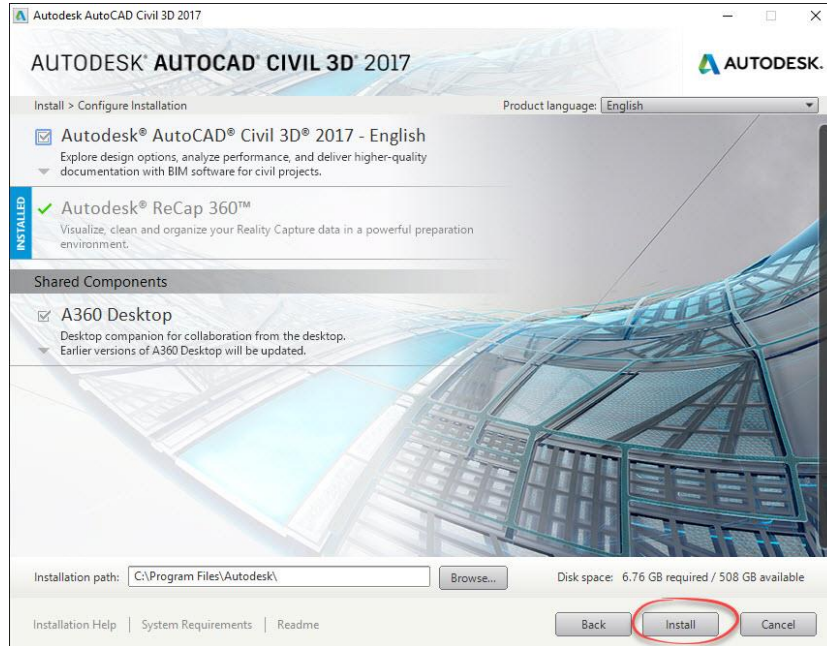 Autodesk AutoCAD Civil 3D 2017
AUTODESK® AUTOCAD® CIVIL 3D® 2017
AUTODESK.
Install > Configure Installation
Product language: English
Autodesk® AutoCAD® Civil 3D® 2017 - English
Explore design options, analyze performance, and deliver higher-quality
documentation with BIM software for civil projects.
INSTALLED
Autodesk® ReCap 360™
Visualize, clean and organize your Reality Capture data in a powerful preparation
environment.
Shared Components
A360 Desktop
Desktop companion for collaboration from the desktop.
Earlier versions of A360 Desktop will be updated.
Installation path: C:\Program Files\Autodesk\ Browse... Disk space: 6.76 GB required / 508 GB available
Installation Help | System Requirements | Readme Back Install Cancel